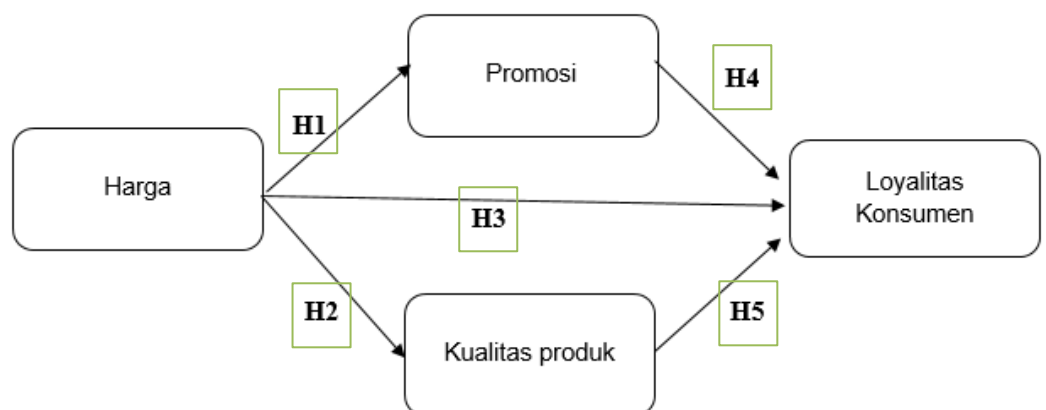 Promosi
H4
H1
Harga
Loyalitas
Konsumen
H3
H2
H5
Kualitas produk